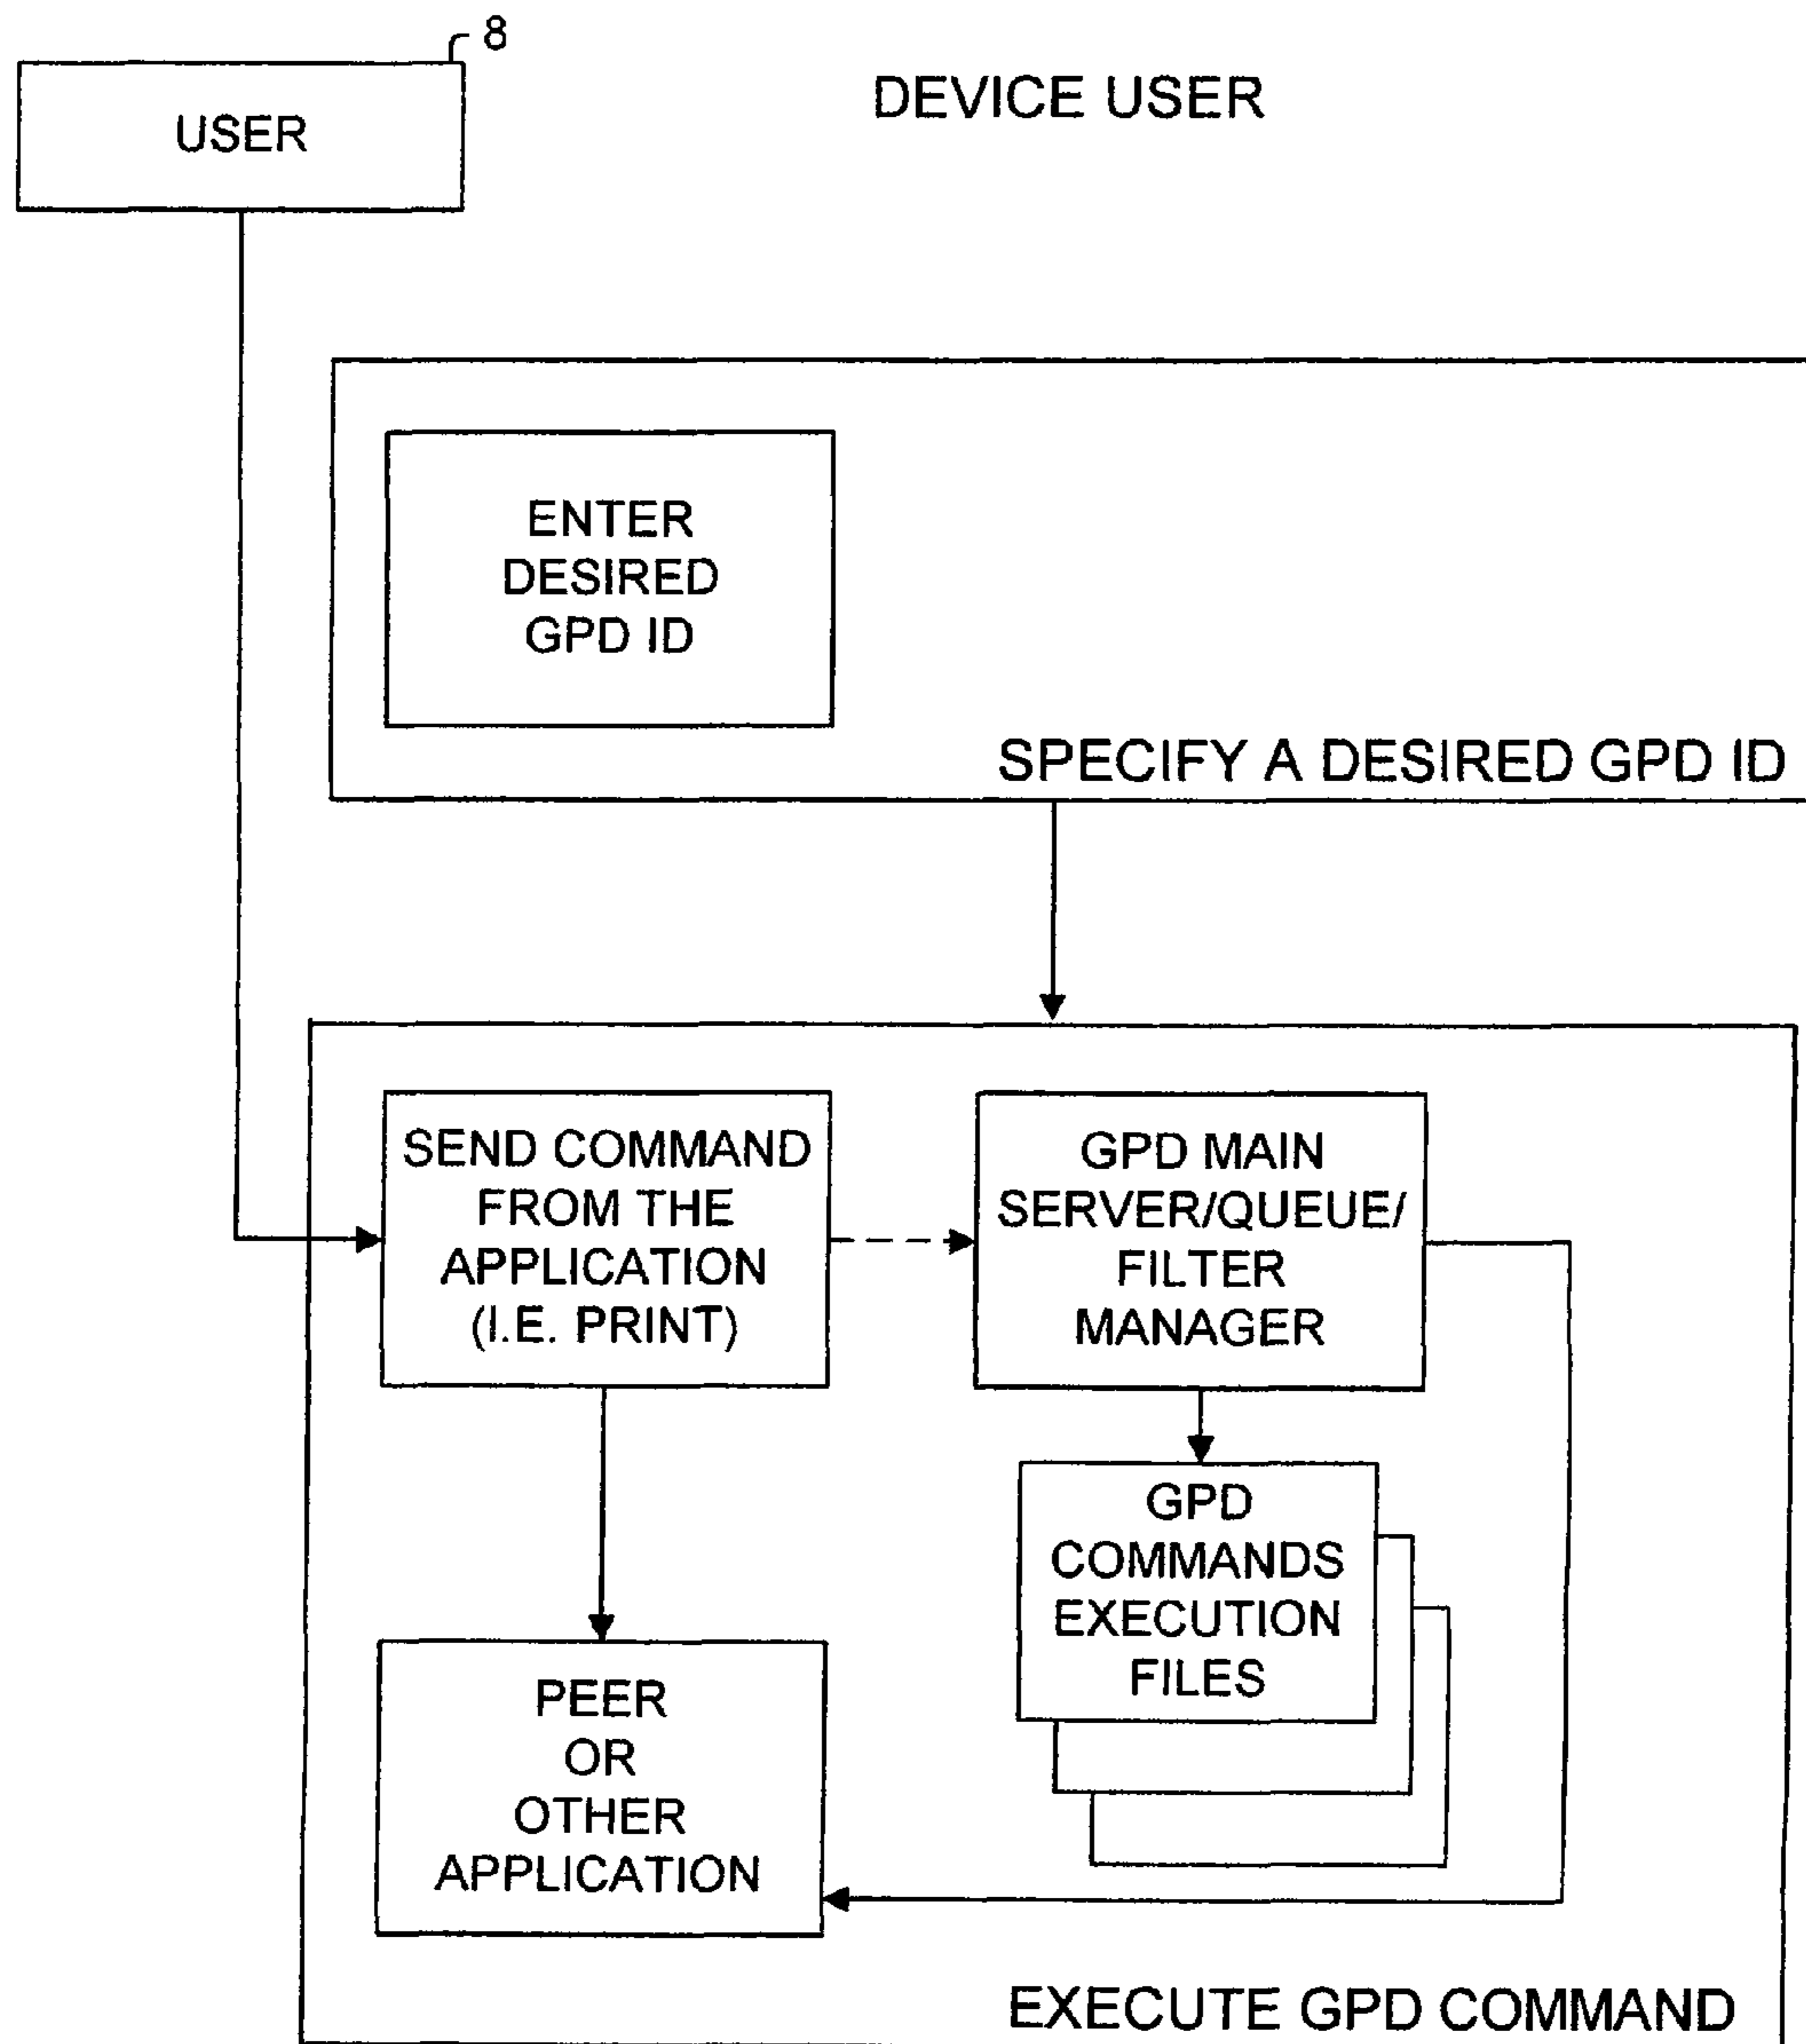 8
USER
DEVICE USER
ENTER
DESIRED
GPD ID
SPECIFY A DESIRED GPD ID
SEND COMMAND
FROM THE
APPLICATION
(I.E. PRINT)
GPD MAIN
SERVER/QUEUE/
FILTER
MANAGER
GPD
COMMANDS
EXECUTION
FILES
PEER
OR
OTHER
APPLICATION
EXECUTE GPD COMMAND